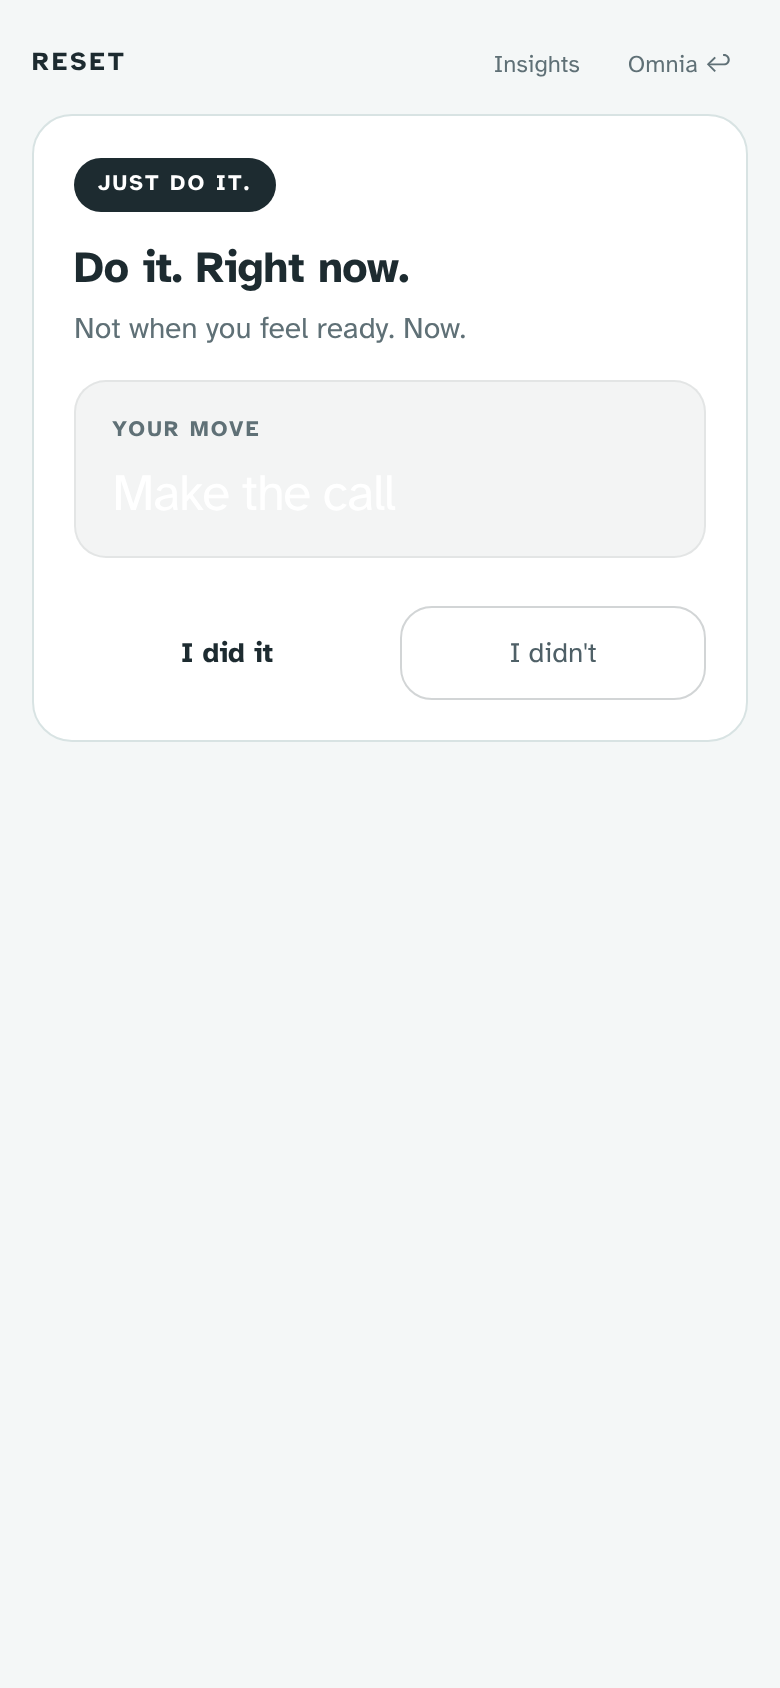 RESET
Insights
Omnia ↩
JUST DO IT.
Do it. Right now.
Not when you feel ready. Now.
YOUR MOVE
Make the call
I did it
I didn't